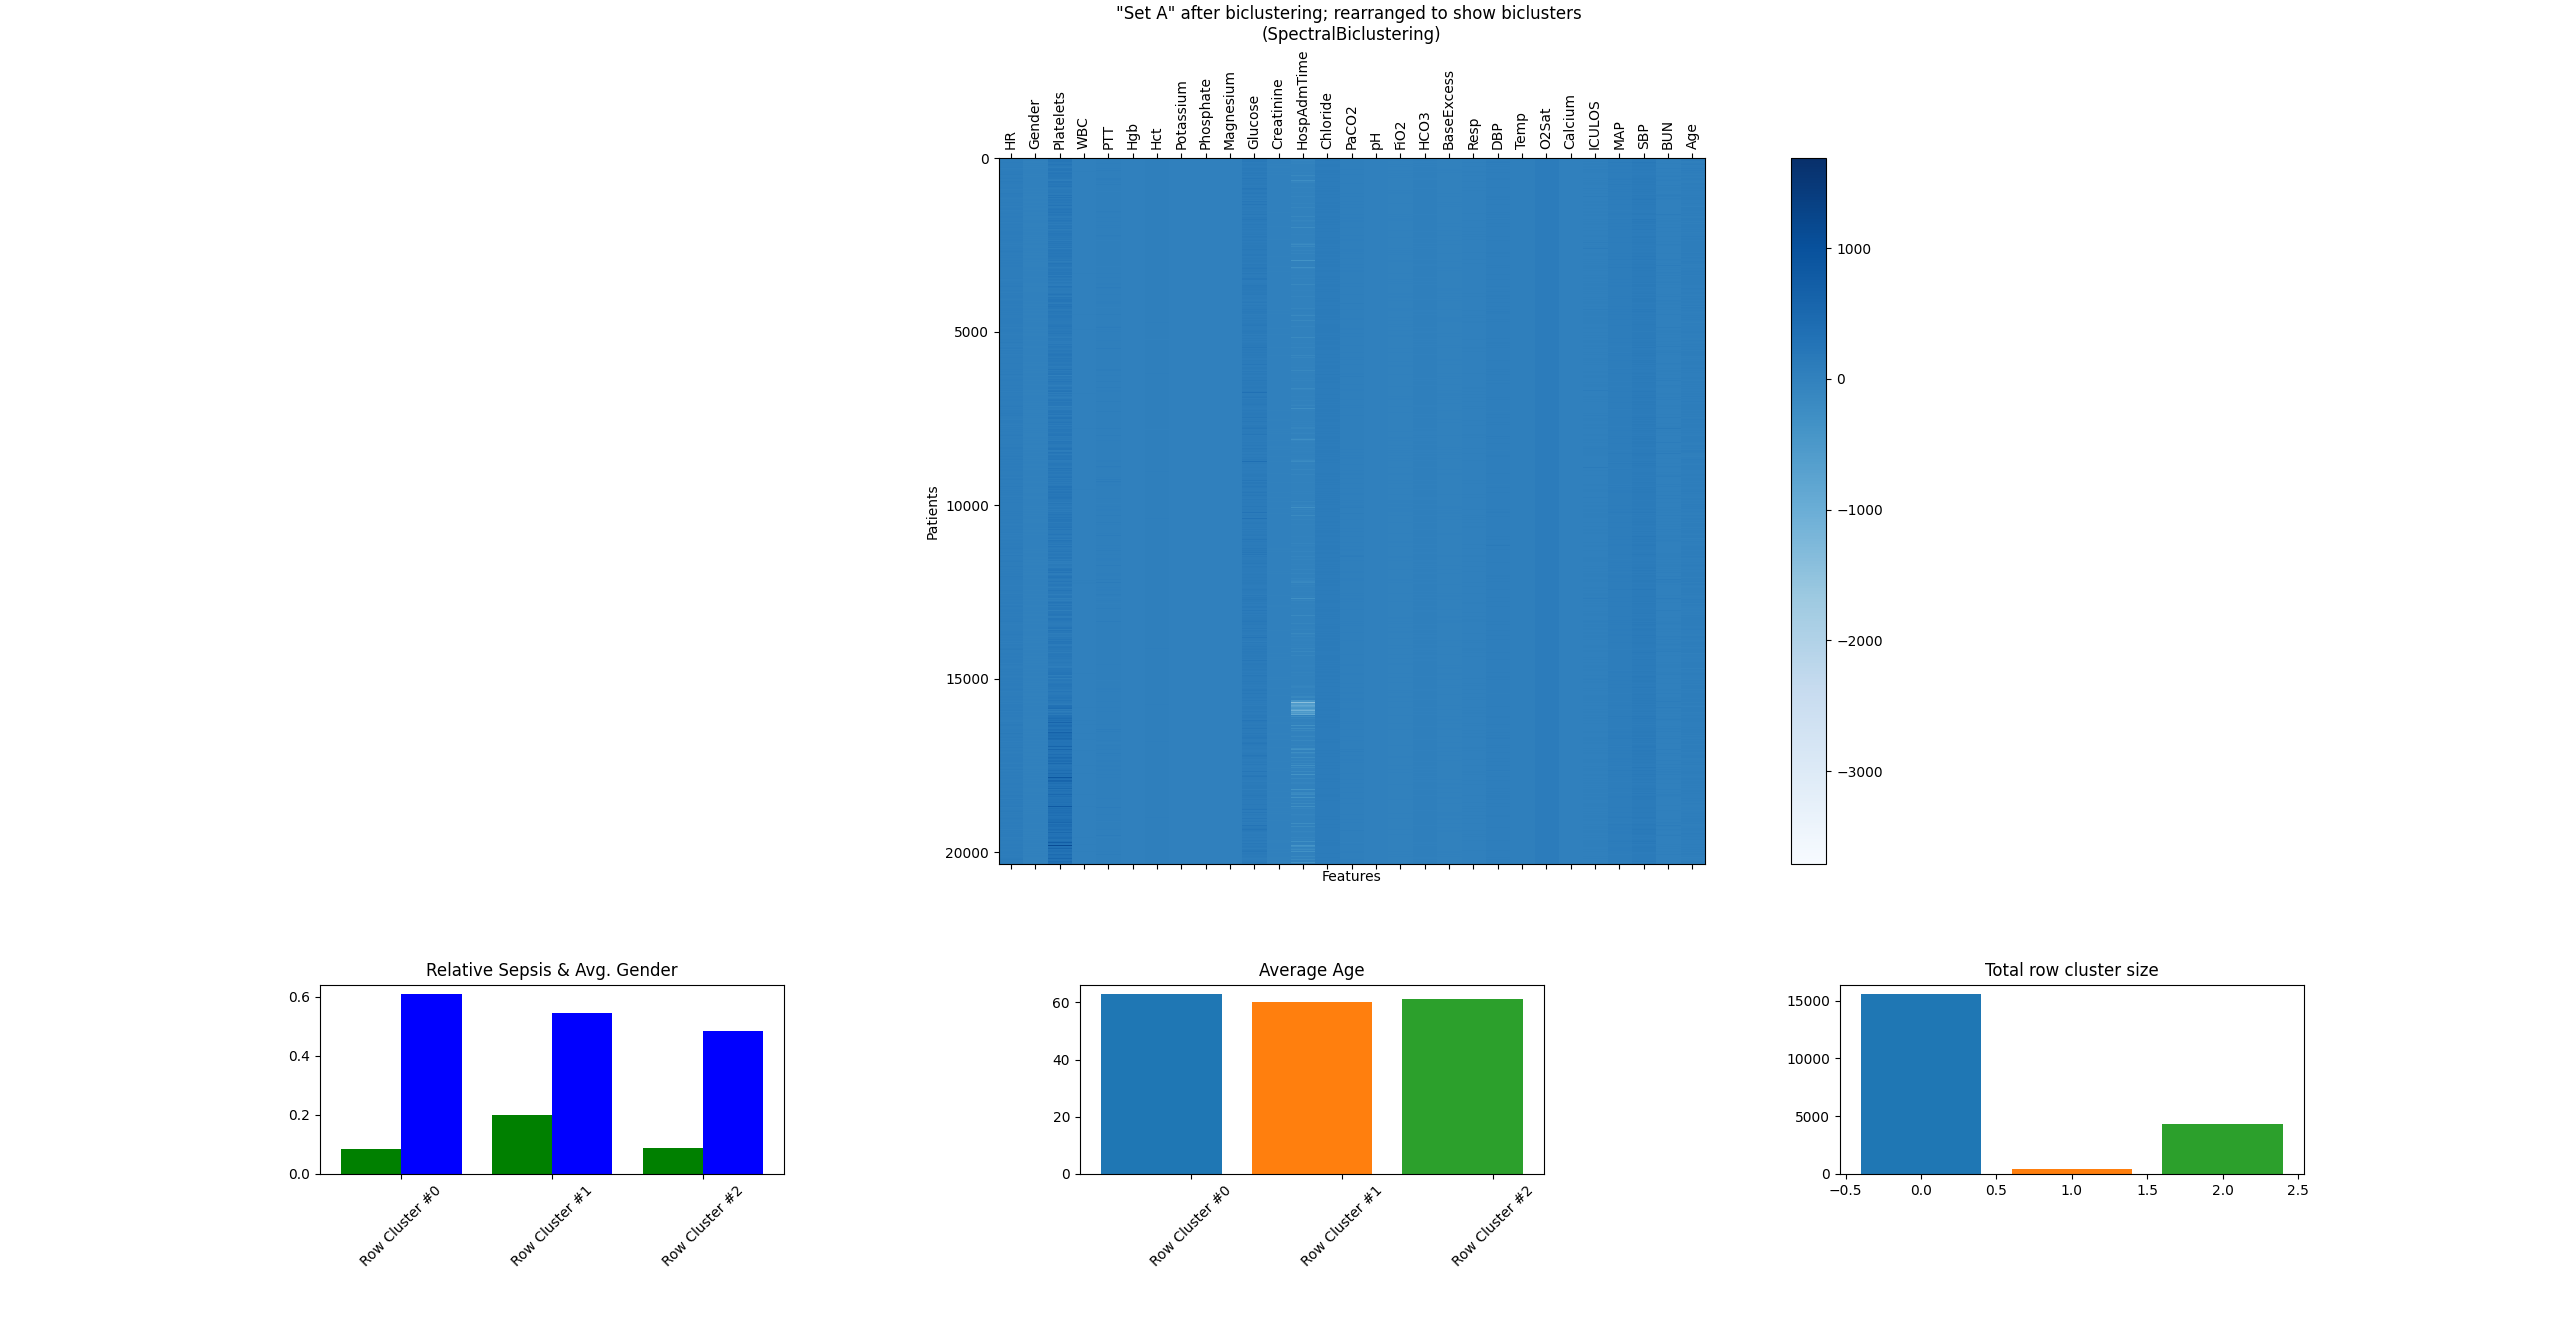 "Set A" after biclustering; rearranged to show biclusters
(SpectralBiclustering)
HR
Gender
Platelets
WBC
PTT
Hgb
Hct
Potassium
Phosphate
Magnesium
Glucose
Creatinine
HospAdmTime
Chloride
PaCO2
pH
FiO2
HCO3
BaseExcess
Resp
DBP
Temp
O2Sat
Calcium
ICULOS
MAP
SBP
BUN
Age
0
5000
10000
15000
20000
Patients
Features
1000
0
−1000
−2000
−3000
Relative Sepsis & Avg. Gender
0.6
0.4
0.2
0.0
Row Cluster #0
Row Cluster #1
Row Cluster #2
Average Age
60
40
20
0
Row Cluster #0
Row Cluster #1
Row Cluster #2
Total row cluster size
15000
10000
5000
0
−0.5
0.0
0.5
1.0
1.5
2.0
2.5